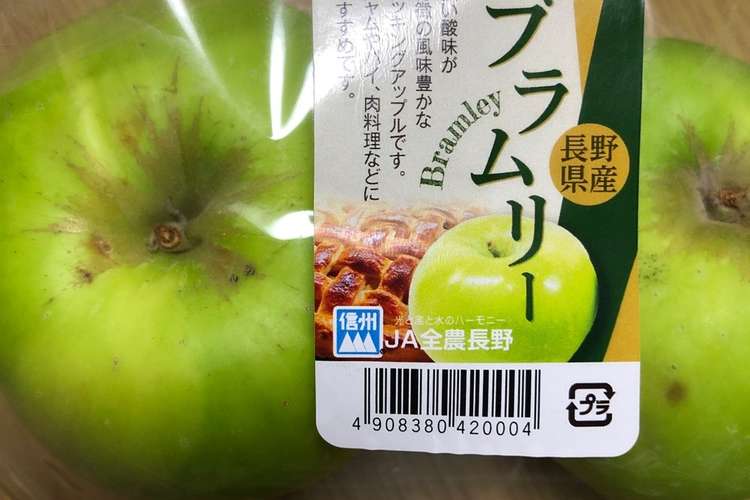 ブラムリー
Bramley
長野
県産
い酸味が
徴の風味豊かな
ッキングアップルです。
ャムやパイ、肉料理などに
すすめです。
信州
光と風と水のハーモニー
JA全農長野
4 908380 420004
プラ